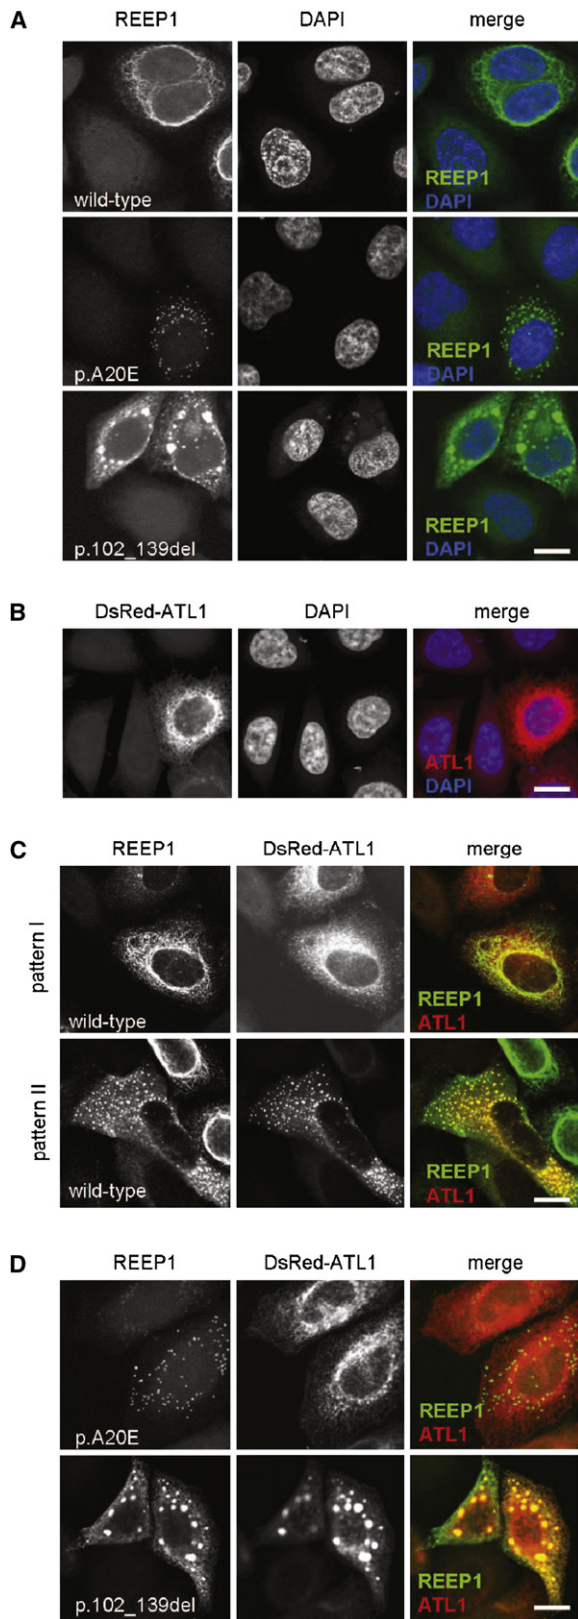 A
REEP1 DAPI merge
wild-type
REEP1
DAPI
p.A20E
REEP1
DAPI
p.102_139del
REEP1
DAPI
B
DsRed-ATL1 DAPI merge
ATL1
DAPI
C
REEP1 DsRed-ATL1 merge
pattern I
wild-type
REEP1
ATL1
pattern II
wild-type
REEP1
ATL1
D
REEP1 DsRed-ATL1 merge
p.A20E
REEP1
ATL1
p.102_139del
REEP1
ATL1